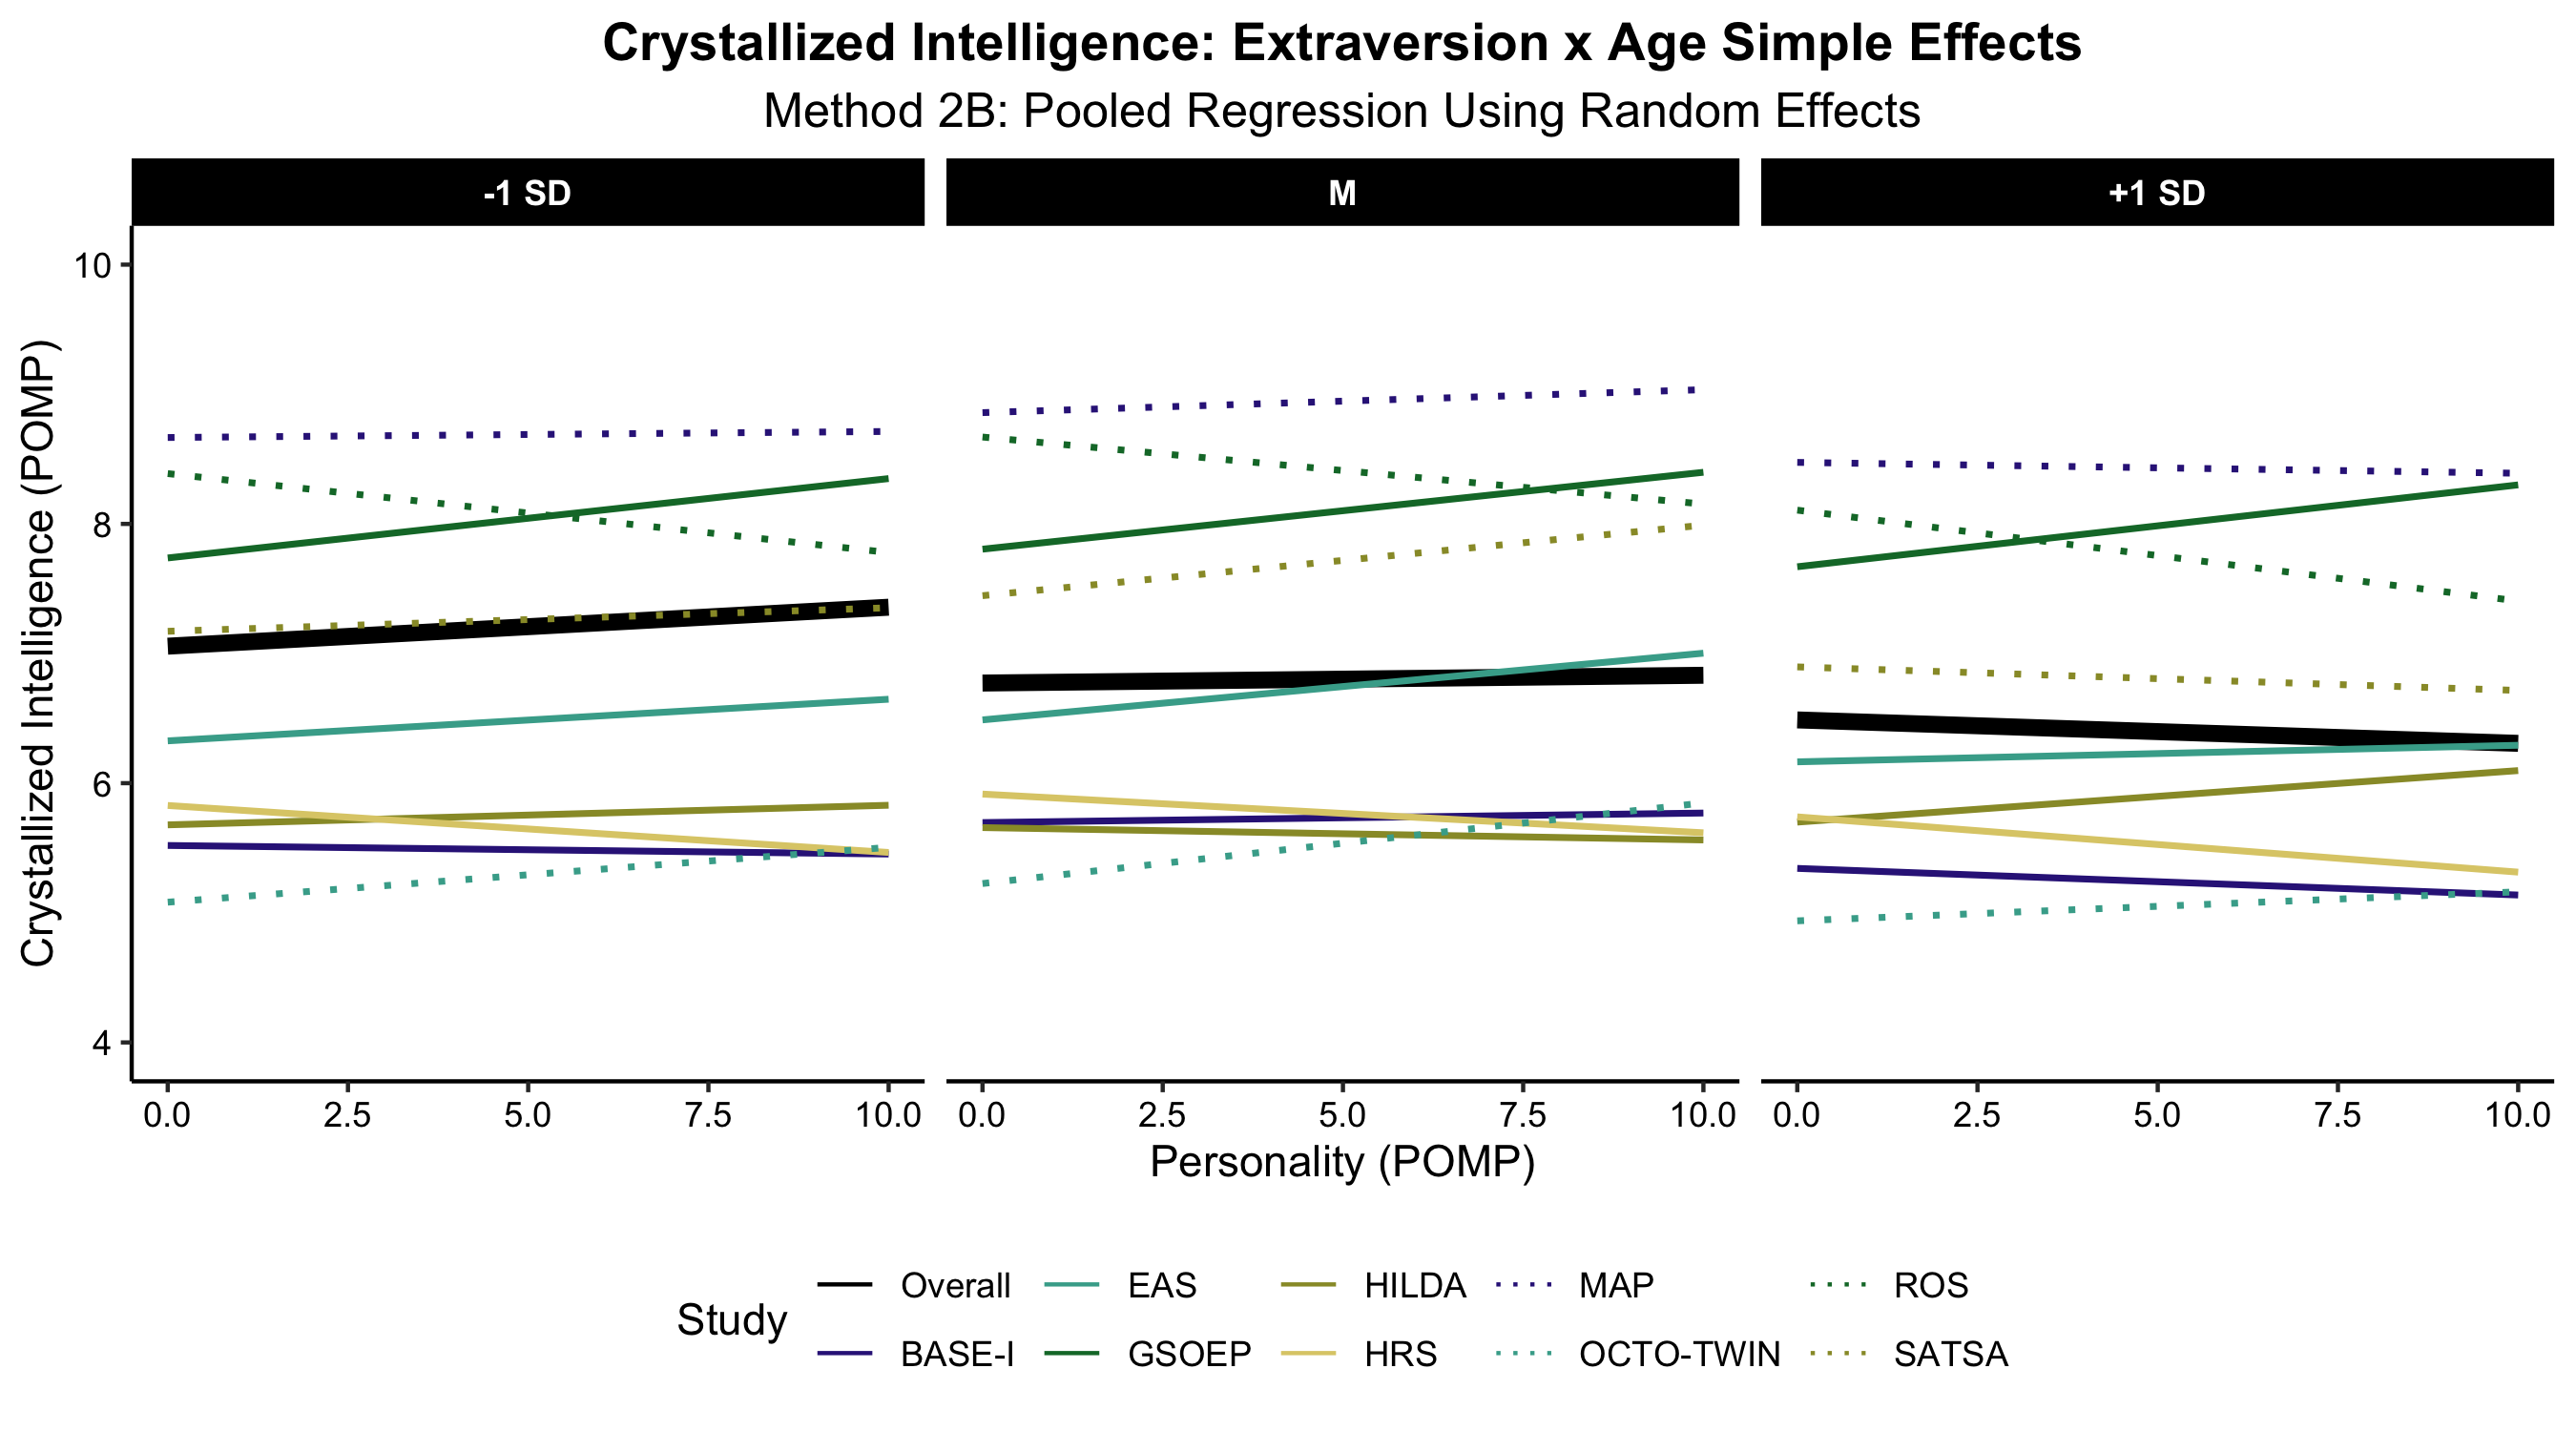 Crystallized Intelligence: Extraversion x Age Simple Effects
Method 2B: Pooled Regression Using Random Effects
-1 SD M +1 SD
Crystallized Intelligence (POMP)
10
8
6
4
0.0 2.5 5.0 7.5 10.0 0.0 2.5 5.0 7.5 10.0 0.0 2.5 5.0 7.5 10.0
Personality (POMP)
Study
Overall EAS HILDA MAP ROS
BASE-I GSOEP HRS OCTO-TWIN SATSA